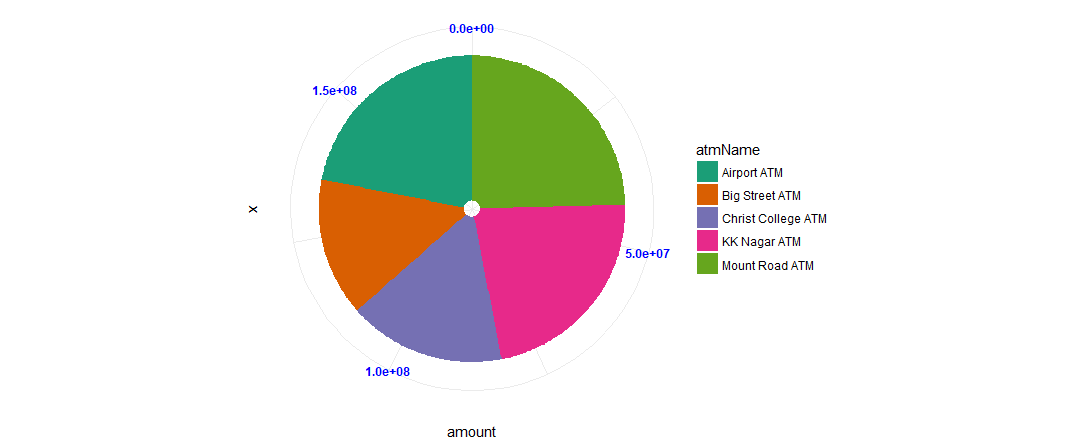 0.0e+00
1.5e+08
5.0e+07
1.0e+08
x
amount
atmName
Airport ATM
Big Street ATM
Christ College ATM
KK Nagar ATM
Mount Road ATM